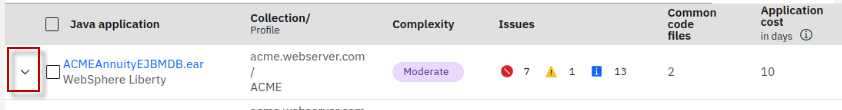 Java application
Collection/
Profile
Complexity
Issues
Common
code
files
Application
cost
in days
ACMEAnnuityEJBMDB.ear
WebSphere Liberty
acme.webserver.com
/
ACME
Moderate
7
1
13
2
10